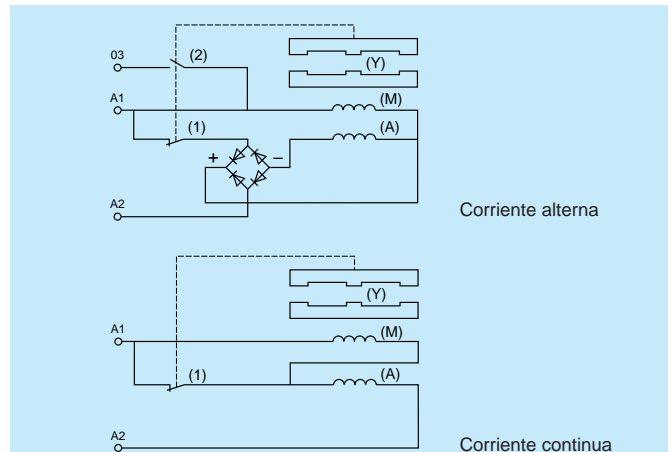 03
(2)
(Y)
A1
(M)
(1)
(A)
+
−
A2
Corriente alterna
(Y)
A1
(M)
(1)
(A)
A2
Corriente continua